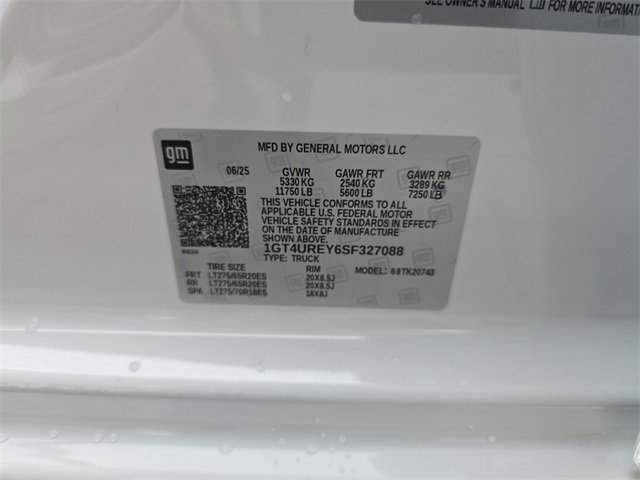 SEE OWNER'S MANUAL FOR MORE INFORMATI
gm
MFD BY GENERAL MOTORS LLC
06/25 GVWR GAWR FRT GAWR RR
5330 KG 2540 KG 3289 KG
11750 LB 5600 LB 7250 LB
THIS VEHICLE CONFORMS TO ALL
APPLICABLE U.S. FEDERAL MOTOR
VEHICLE SAFETY STANDARDS IN EFFECT
ON THE DATE OF MANUFACTURE
SHOWN ABOVE.
1GT4UREY6SF327088
TYPE: TRUCK
TIRE SIZE RIM MODEL: 68TK20743
FRT LT275/65R20ES 20X8.5J
RR LT275/65R20ES 20X8.5J
SPA LT275/70R18ES 18X8J